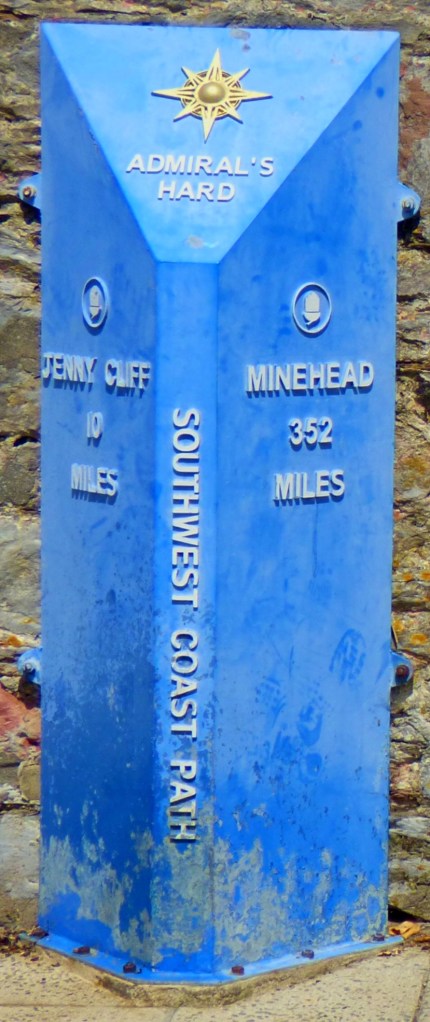 ADMIRAL'S
HARD
JENNY CLIFF
10
MILES
SOUTHWEST COAST PATH
MINEHEAD
352
MILES